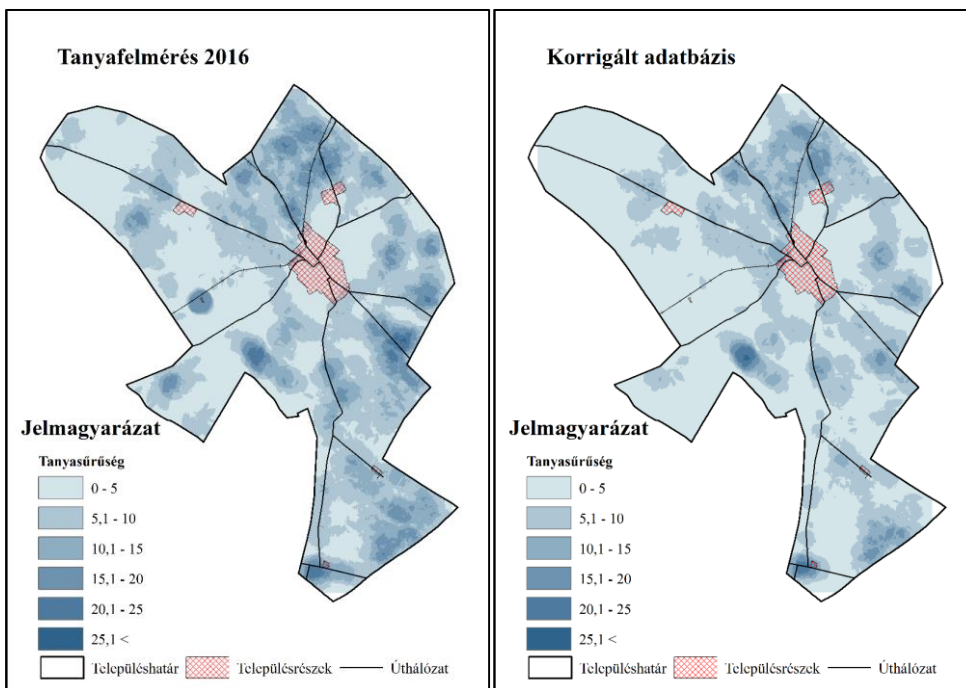 Tanyafelmérés 2016
Jelmagyarázat
Tanyasűrűség
0 - 5
5,1 - 10
10,1 - 15
15,1 - 20
20,1 - 25
25,1 <
Településhatár
Településrészek
Úthálózat
Korrigált adatbázis
Jelmagyarázat
Tanyasűrűség
0 - 5
5,1 - 10
10,1 - 15
15,1 - 20
20,1 - 25
25,1 <
Településhatár
Településrészek
Úthálózat